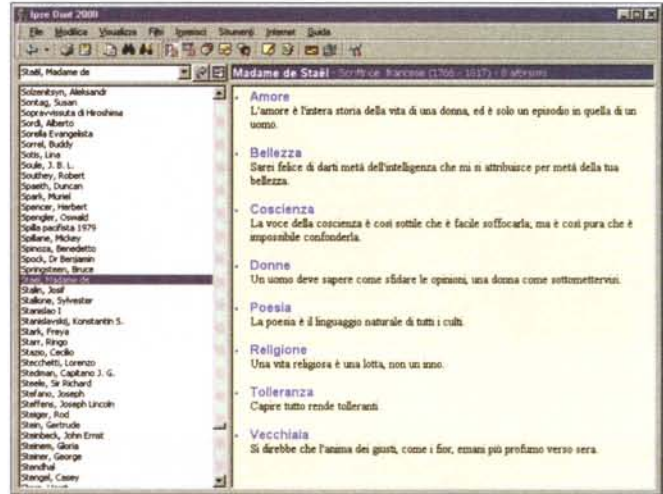 Ipse Dixit 2000
File Modifica Visualizza Filtri Inserisci Strumenti Internet Guida
Staël, Madame de
Madame de Staël - Scrittrice francese (1766 - 1817) - 8 aforismi
Solzenitsyn, Aleksandr
Sontag, Susan
Sopravvissuta di Hiroshima
Sordi, Alberto
Sorella Evangelista
Sorrel, Buddy
Sotis, Lina
Soule, J. B. L.
Southey, Robert
Spaeth, Duncan
Spark, Muriel
Spencer, Herbert
Spengler, Oswald
Spilla pacifista 1979
Spillane, Mickey
Spinoza, Benedetto
Spock, Dr Benjamin
Springsteen, Bruce
Staël, Madame de
Stalin, Josif
Stallone, Sylvester
Stanislao I
Stanislavskij, Konstantin S.
Stark, Freya
Starr, Ringo
Stazio, Cecilio
Stecchetti, Lorenzo
Stedman, Capitano J. G.
Steele, Sir Richard
Stefano, Joseph
Steffens, Joseph Lincoln
Steiger, Rod
Stein, Gertrude
Steinbeck, John Ernst
Steinem, Gloria
Steiner, George
Stendhal
Stengel, Casey
Amore
L'amore è l'intera storia della vita di una donna, ed è solo un episodio in quella di un
uomo.
Bellezza
Sarei felice di darti metà dell'intelligenza che mi si attribuisce per metà della tua
bellezza.
Coscienza
La voce della coscienza è così sottile che è facile soffocarla, ma è così pura che è
impossibile confonderla.
Donne
Un uomo deve sapere come sfidare le opinioni, una donna come sottomettervisi.
Poesia
La poesia è il linguaggio naturale di tutti i culti.
Religione
Una vita religiosa è una lotta, non un inno.
Tolleranza
Capire tutto rende tolleranti.
Vecchiaia
Si direbbe che l'anima dei giusti, come i fior, emani più profumo verso sera.